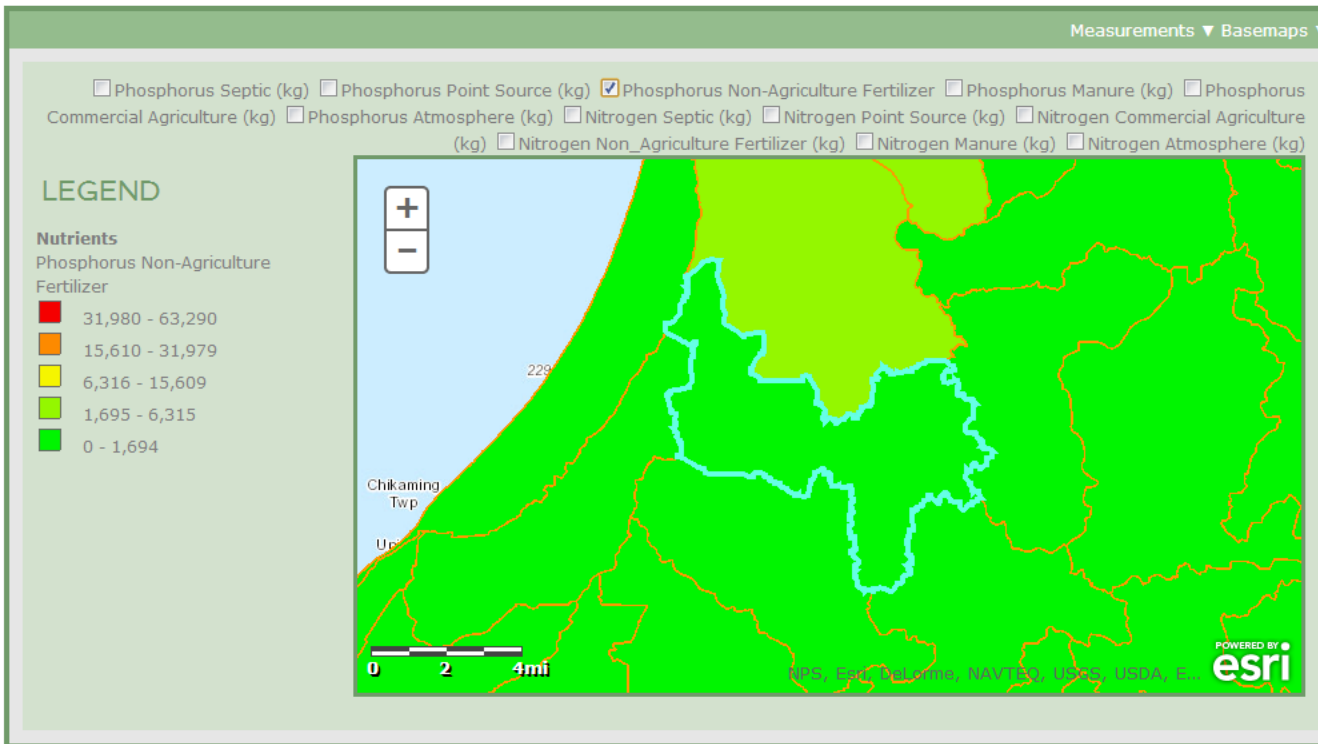 Measurements ▼ Basemaps
Phosphorus Septic (kg) Phosphorus Point Source (kg) Phosphorus Non-Agriculture Fertilizer Phosphorus Manure (kg) Phosphorus
Commercial Agriculture (kg) Phosphorus Atmosphere (kg) Nitrogen Septic (kg) Nitrogen Point Source (kg) Nitrogen Commercial Agriculture
(kg) Nitrogen Non_Agriculture Fertilizer (kg) Nitrogen Manure (kg) Nitrogen Atmosphere (kg)
LEGEND
Nutrients
Phosphorus Non-Agriculture
Fertilizer
31,980 - 63,290
15,610 - 31,979
6,316 - 15,609
1,695 - 6,315
0 - 1,694
+
−
229
Chikaming
Twp
0 2 4mi
NPS, Esri, DeLorme, NAVTEQ, USGS, USDA, E...
POWERED BY
esri